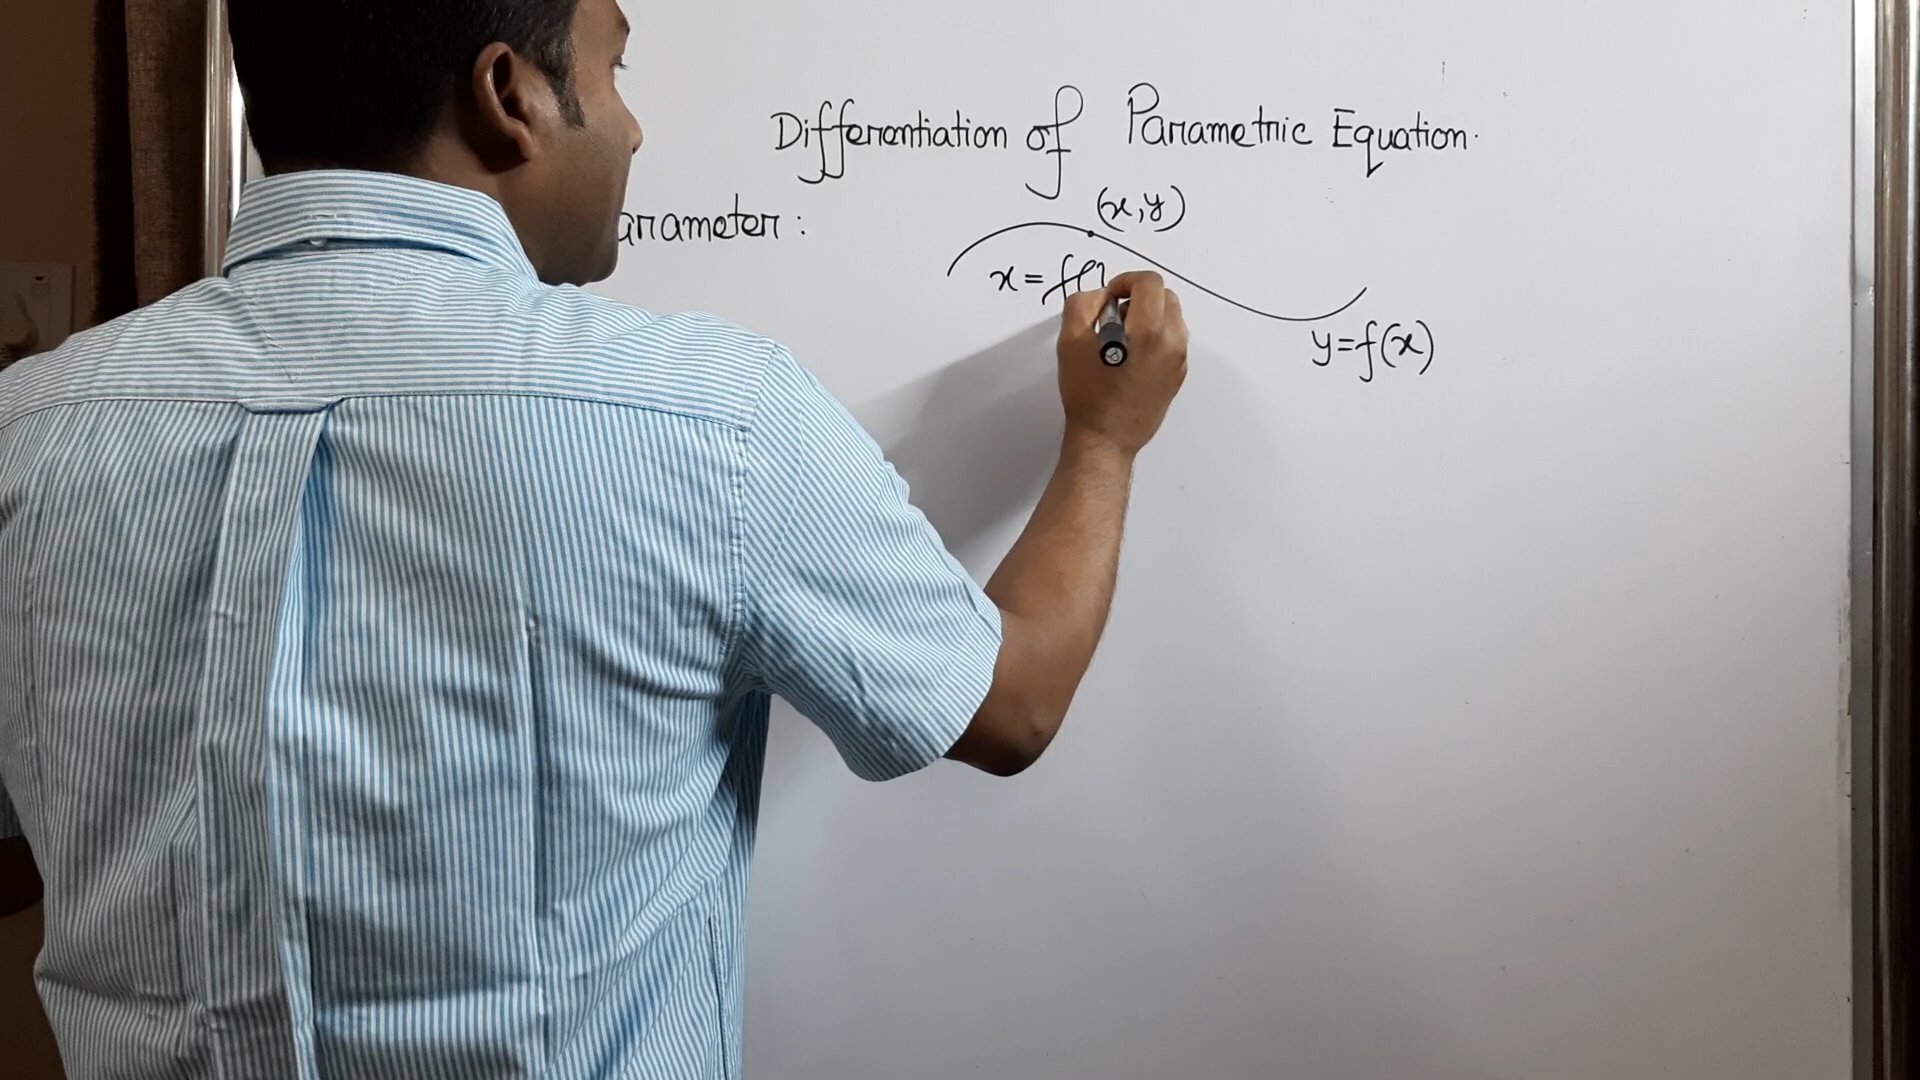 Differentiation of Parametric Equation.
arameter :
(x,y)
x = f(
y=f(x)